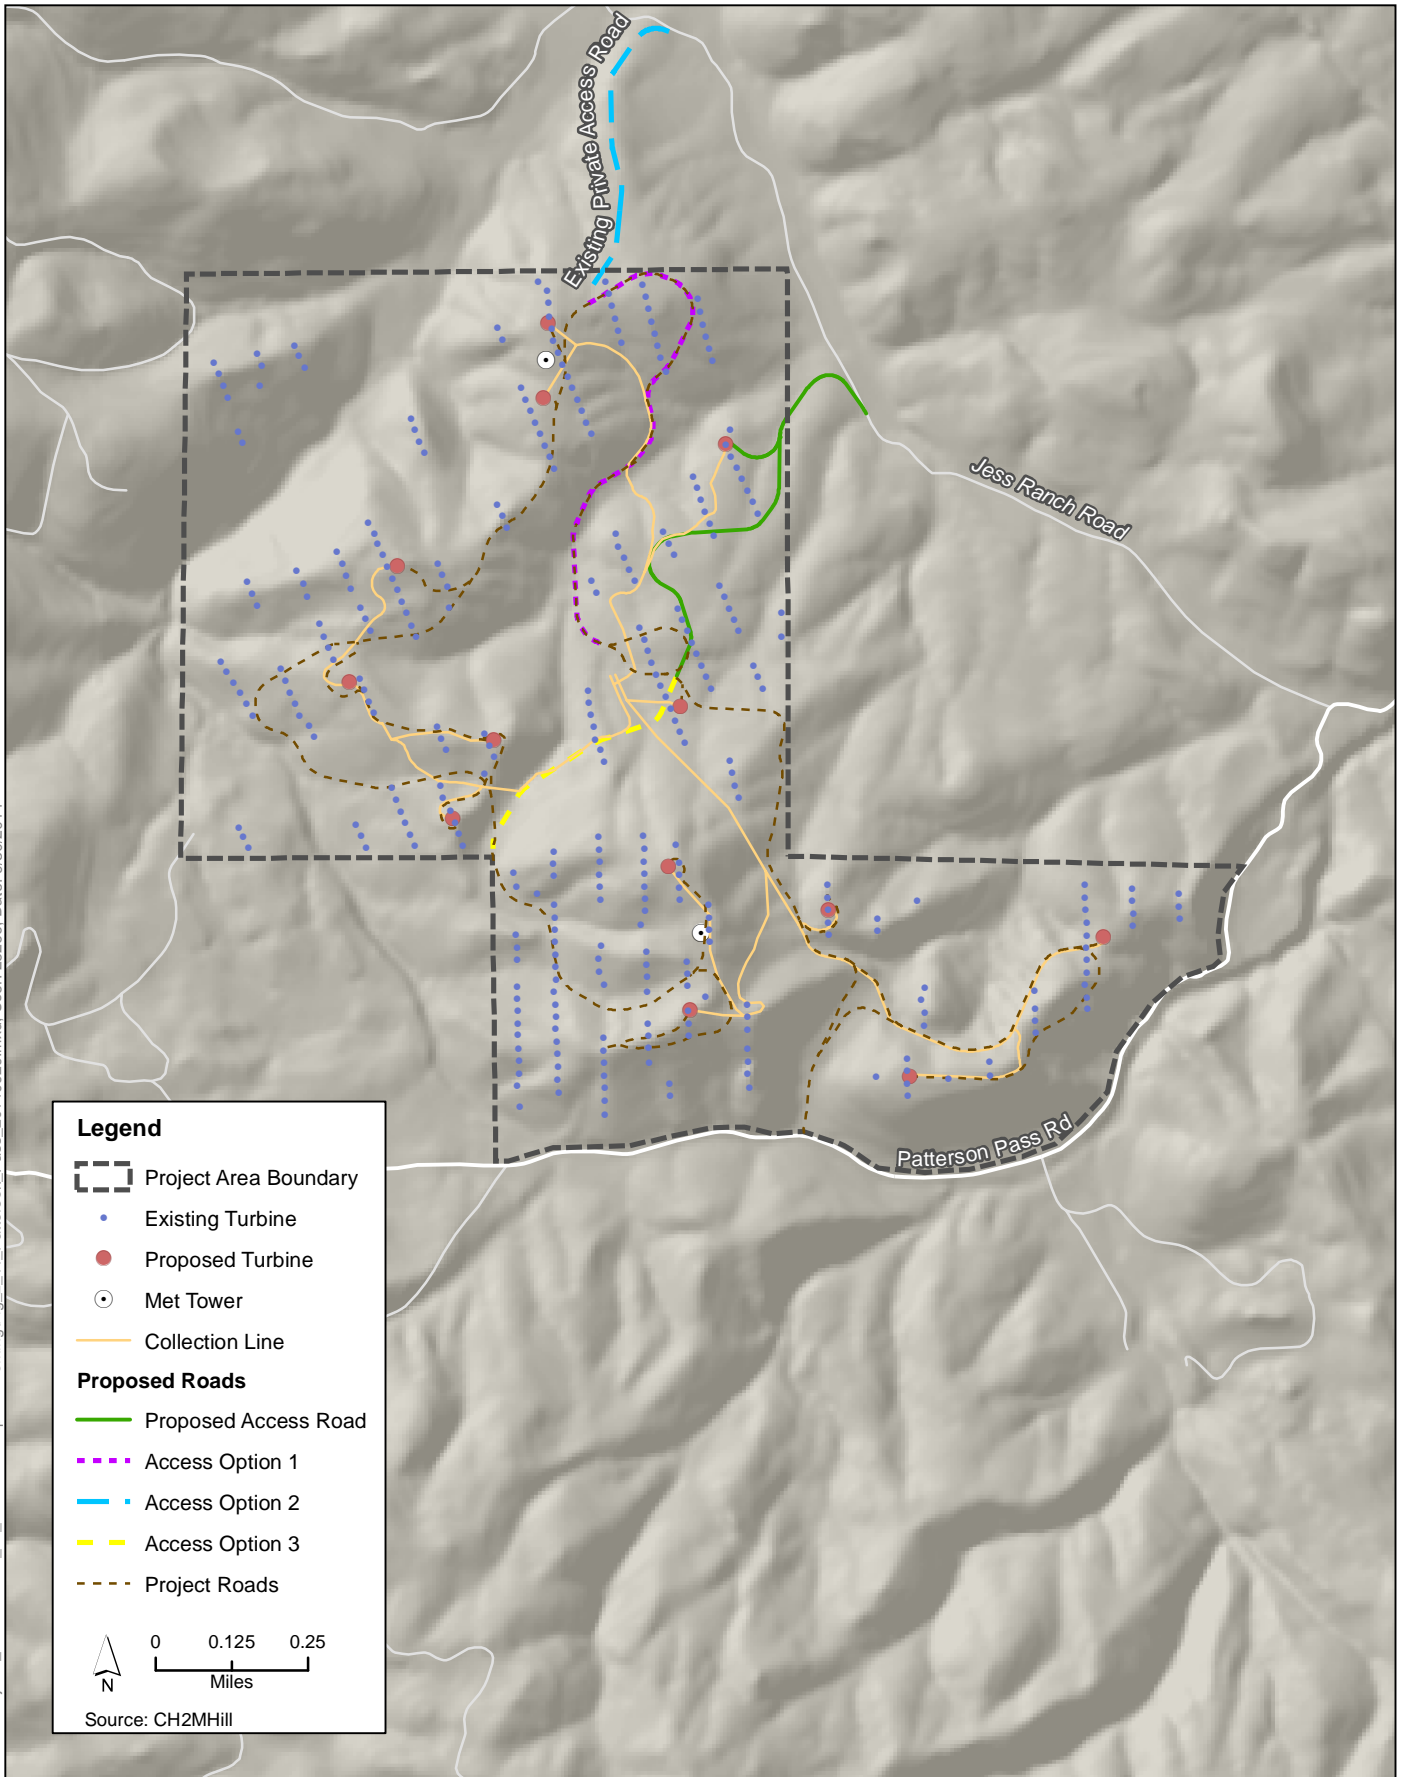 Existing Private Access Road
Jess Ranch Road
Patterson Pass Rd
Legend
Project Area Boundary
Existing Turbine
Proposed Turbine
Met Tower
Collection Line
Proposed Roads
Proposed Access Road
Access Option 1
Access Option 2
Access Option 3
Project Roads
0 0.125 0.25
Miles
N
Source: CH2MHill